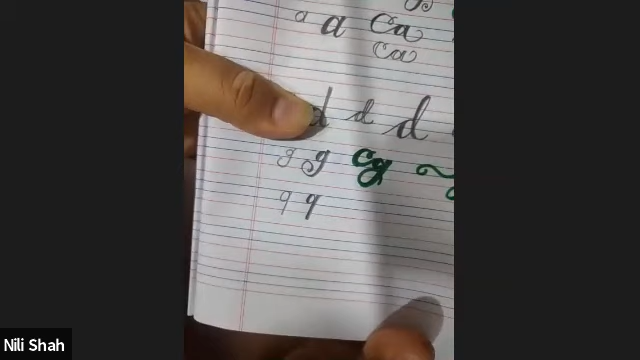 a a ca
ca
d d d
g g cg
q q
Nili Shah